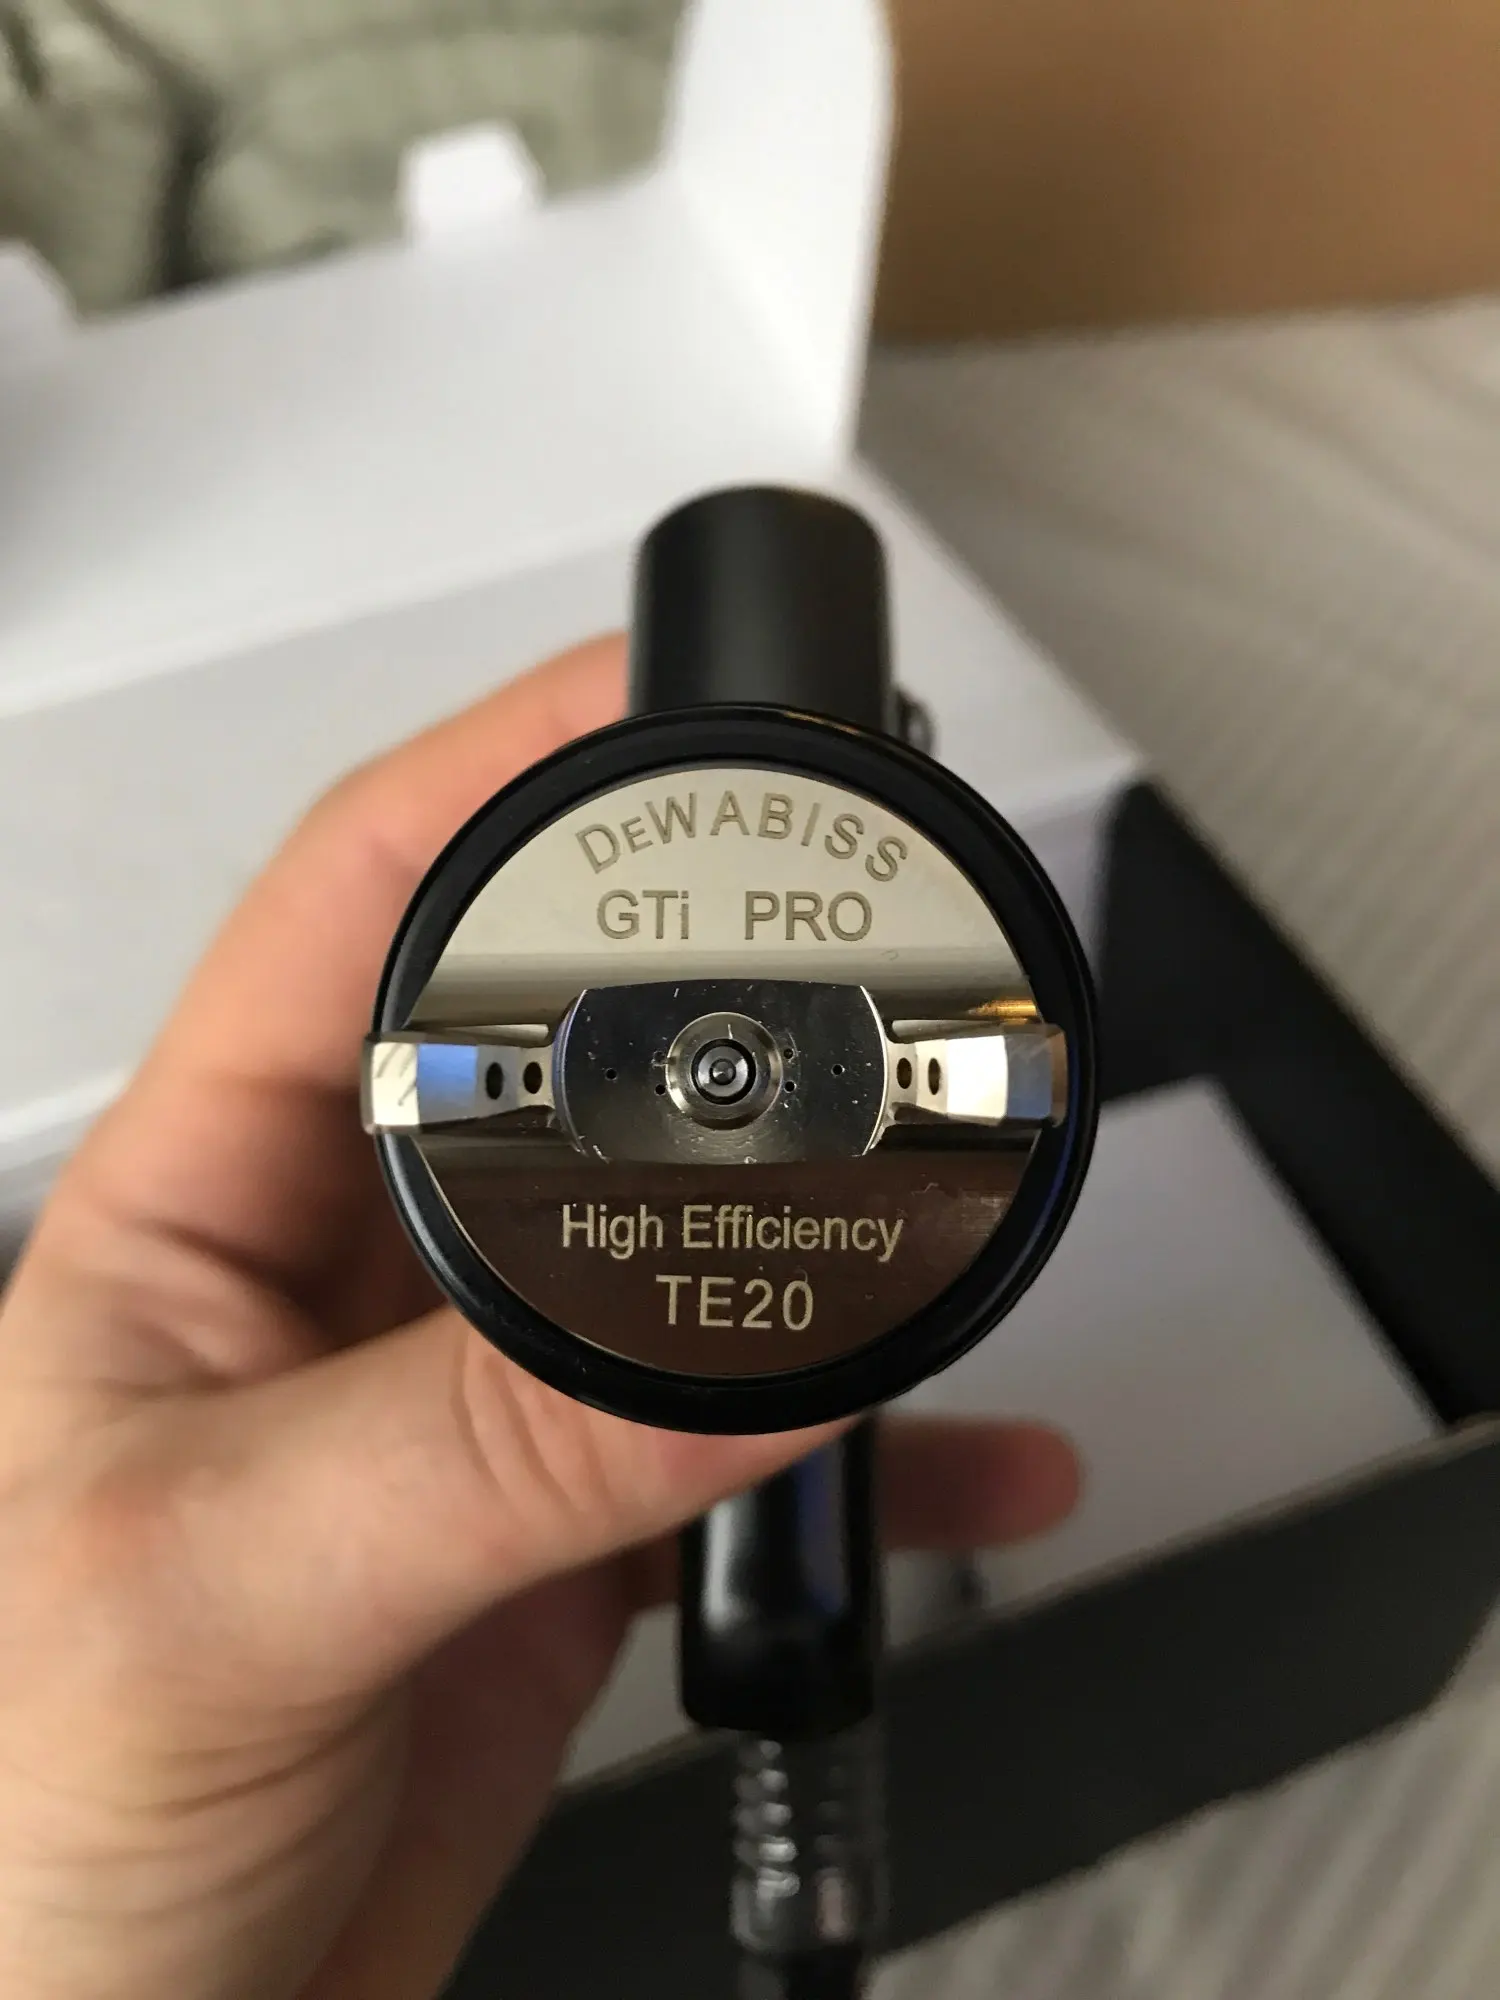 DEWABISS
GTi PRO
High Efficiency
TE20